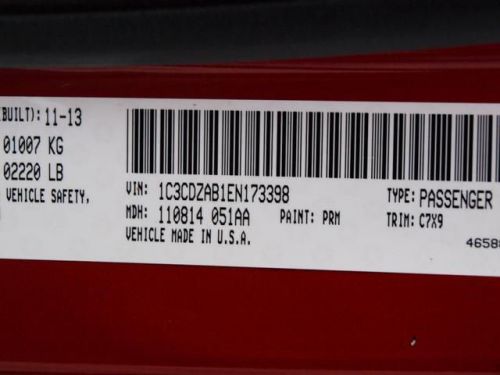 (BUILT): 11-13
01007 KG
02220 LB
VEHICLE SAFETY,
VIN: 1C3CDZAB1EN173398
TYPE: PASSENGER
MDH: 110814 051AA
PAINT: PRM
TRIM: C7X9
VEHICLE MADE IN U.S.A.
4658